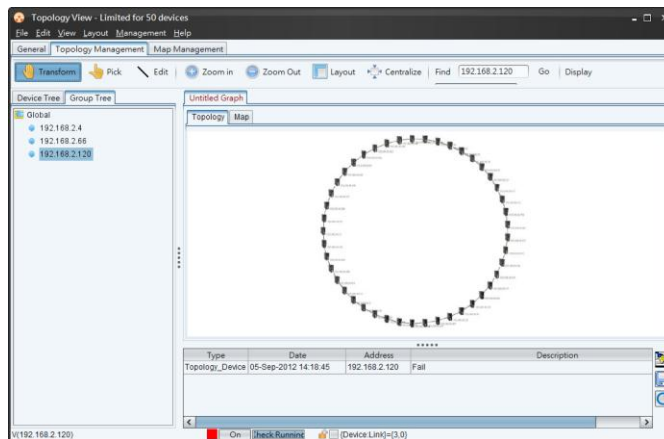 Topology View - Limited for 50 devices
File Edit View Layout Management Help
General Topology Management Map Management
Transform Pick Edit Zoom in Zoom Out Layout Centralize Find 192.168.2.120 Go Display
Device Tree Group Tree
Untitled Graph
Global
Topology Map
192.168.2.4
192.168.2.66
192.168.2.120
Type Date Address Description
Topology_Device 05-Sep-2012 14:18:45 192.168.2.120 Fail
V(192.168.2.120) On Check Running {Device:Link}={3,0}